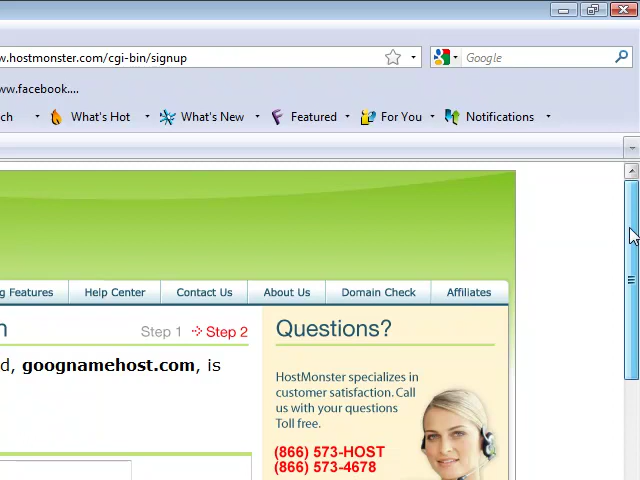 w.hostmonster.com/cgi-bin/signup
Google
ww.facebook....
ch What's Hot What's New Featured For You Notifications
g Features Help Center Contact Us About Us Domain Check Affiliates
n Step 1 Step 2
Questions?
d, goognamehost.com, is
HostMonster specializes in
customer satisfaction. Call
us with your questions
Toll free.
(866) 573-HOST
(866) 573-4678